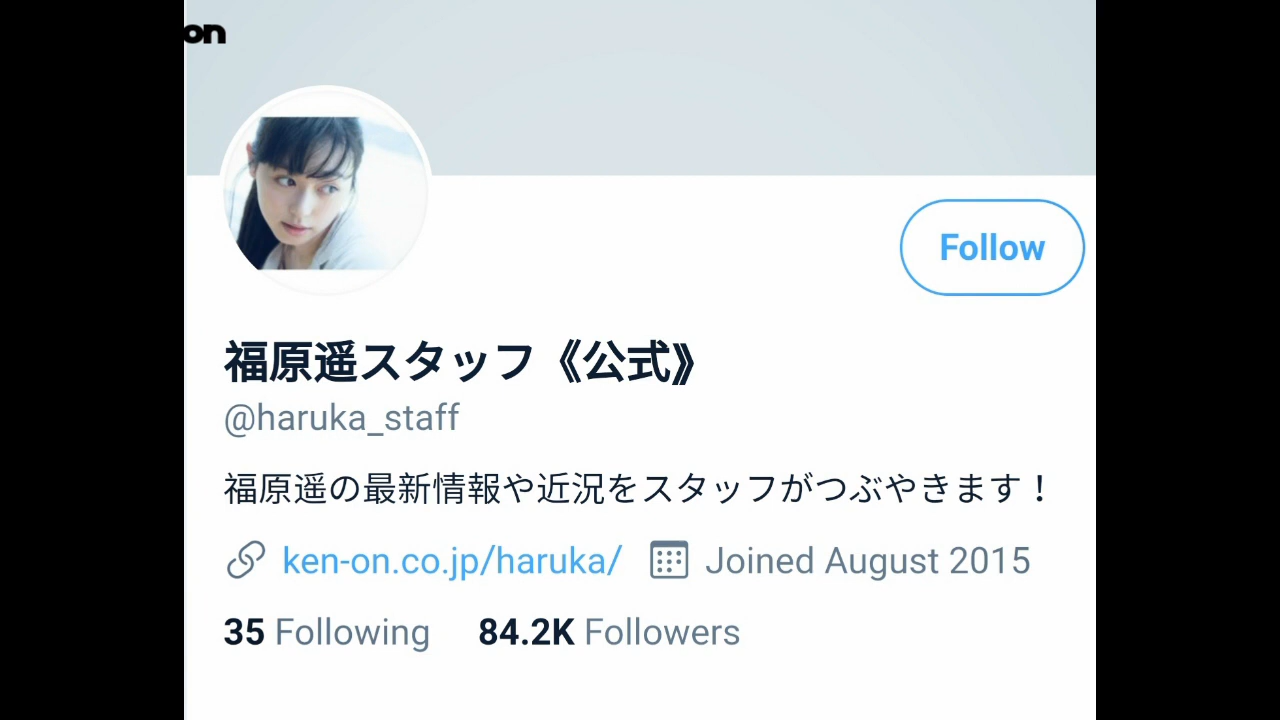 on
Follow
福原遥スタッフ《公式》
@haruka_staff
福原遥の最新情報や近況をスタッフがつぶやきます！
ken-on.co.jp/haruka/ Joined August 2015
35 Following 84.2K Followers